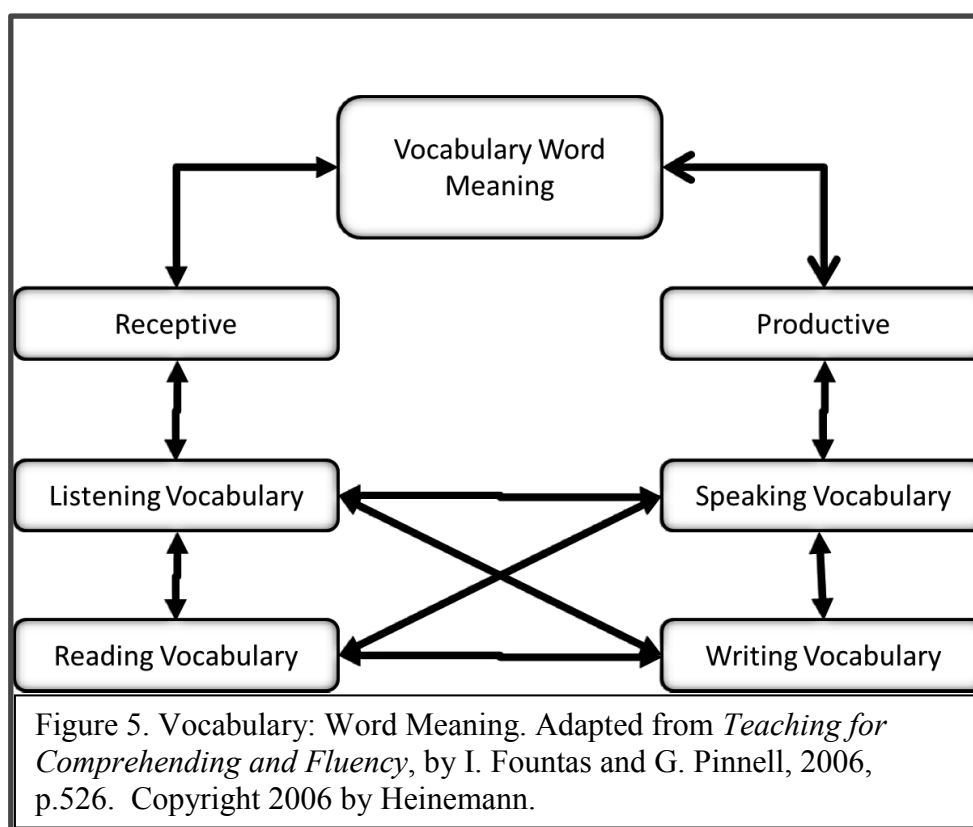 Vocabulary Word
Meaning
Receptive
Productive
Listening Vocabulary
Speaking Vocabulary
Reading Vocabulary
Writing Vocabulary
Figure 5. Vocabulary: Word Meaning. Adapted from Teaching for
Comprehending and Fluency, by I. Fountas and G. Pinnell, 2006,
p.526.  Copyright 2006 by Heinemann.